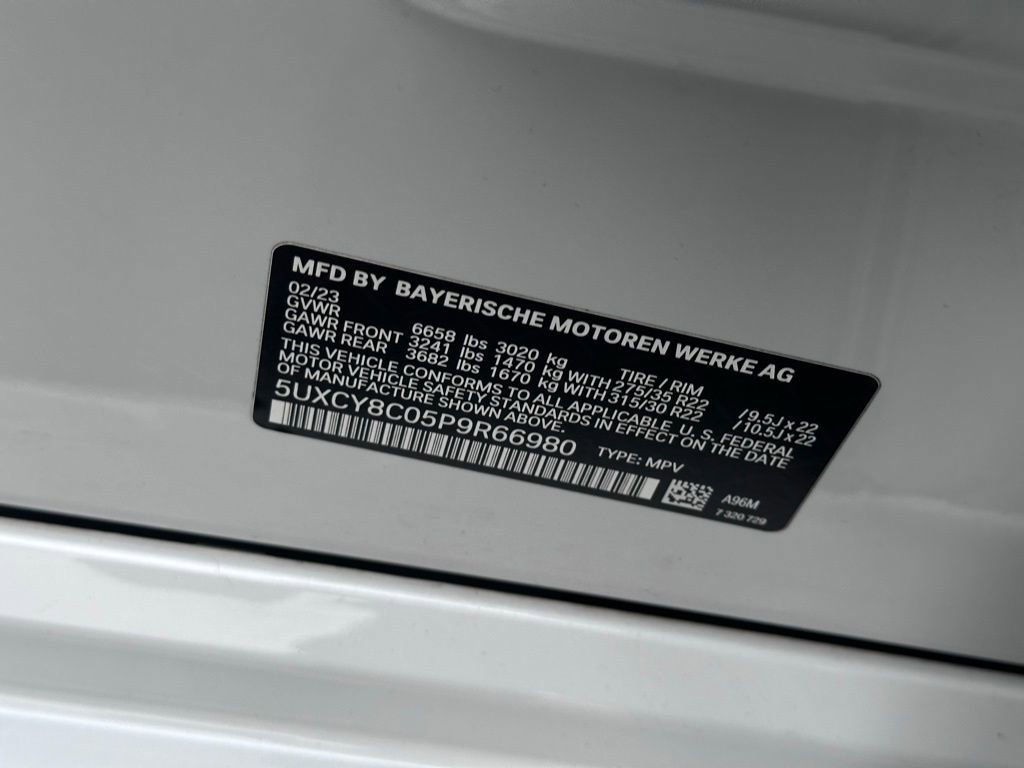 MFD BY BAYERISCHE MOTOREN WERKE AG
02/23
GVWR 6658 lbs 3020 kg TIRE / RIM
GAWR FRONT 3241 lbs 1470 kg WITH 275/35 R22 / 9.5J x 22
GAWR REAR 3682 lbs 1670 kg WITH 315/30 R22 / 10.5J x 22
THIS VEHICLE CONFORMS TO ALL APPLICABLE U.S. FEDERAL
MOTOR VEHICLE SAFETY STANDARDS IN EFFECT ON THE DATE
OF MANUFACTURE SHOWN ABOVE.
5UXCY8C05P9R66980 TYPE: MPV
A96M
7 320 729